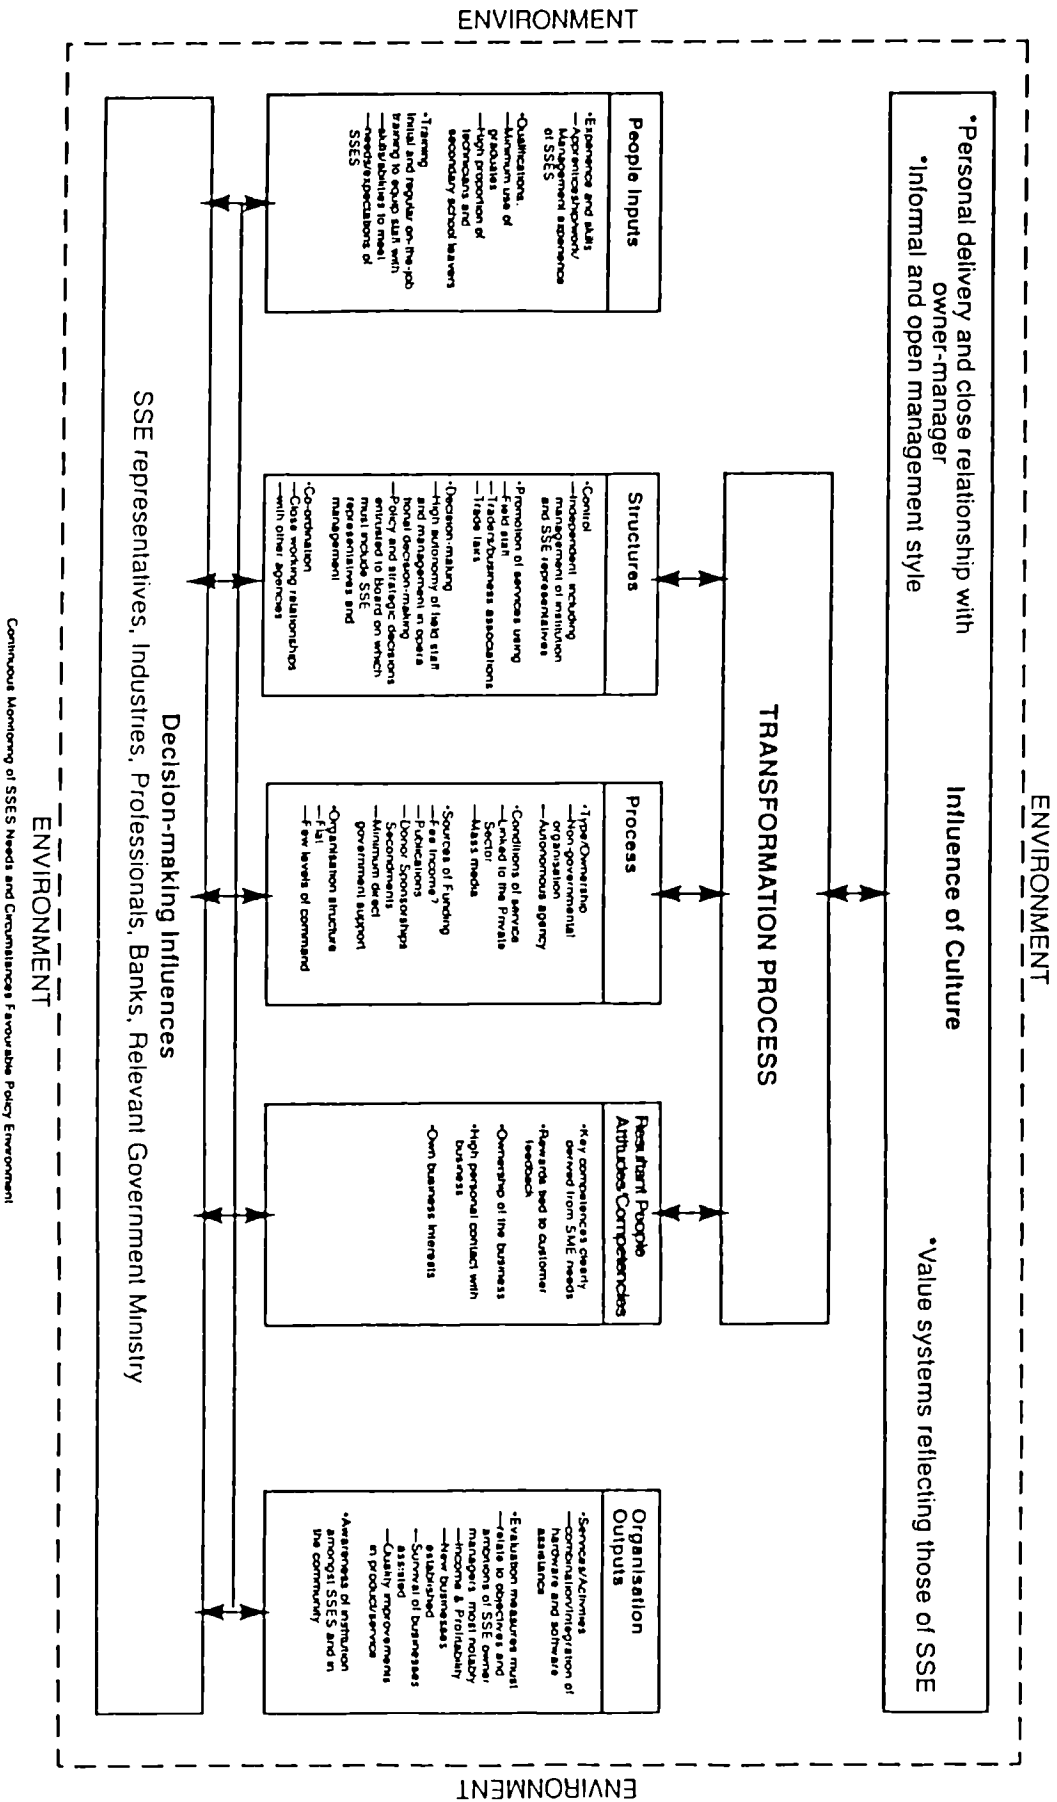 ENVIRONMENT
ENVIRONMENT
Influence of Culture
*Personal delivery and close relationship with
owner-manager
*Informal and open management style
*Value systems reflecting those of SSE
TRANSFORMATION PROCESS
People Inputs
•Experience and skills
—Apprenticeship/work/
Management experience
of SSES
•Qualifications.
—Minimum use of
graduates
—High proportion of
technicians and
secondary school leavers
•Training
Initial and regular on-the-job
training to equip staff with
—skills/abilities to meet
—needs/expectations of
SSES
Structures
•Control
—Independent including
management of institution
and SSE representatives
•Promotion of services using
—Field staff
—Traders/business associations
—Trade fairs
•Decision-making
—High autonomy of field staff
and management in opera
tional decision-making
—Policy and strategic decisions
entrusted to Board on which
must include SSE
representatives and
management
•Co-ordination
—Close working relationships
—with other agencies
Process
•Type/Ownership
—Non-governmental
organisation
—Autonomous agency
•Conditions of service
—Linked to the Private
Sector
—Mass media
•Sources of Funding
—Fee Income?
—Publications
—Donor Sponsorships
Secondments
—Minimum direct
government support
•Organisation structure
—Flat
—Few levels of command
Resultant People
Attitudes/Competencies
•Key competences clearly
derived from SME needs
•Rewards tied to customer
feedback
•Ownership of the business
•High personal contact with
business
•Own business interests
Organisation
Outputs
•Services/Activities
—combination/integration of
hardware and software
assistance
•Evaluation measures must
—relate to objectives and
ambitions of SSE owner
managers most notably
—Income & Profitability
—New businesses
established
—Survival of businesses
assisted
—Quality improvements
in product/service
•Awareness of institution
amongst SSES and in
the community
Decision-making Influences
SSE representatives, Industries, Professionals, Banks, Relevant Government Ministry
ENVIRONMENT
ENVIRONMENT
Continuous Monitoring of SSES Needs and Circumstances Favourable Policy Environment